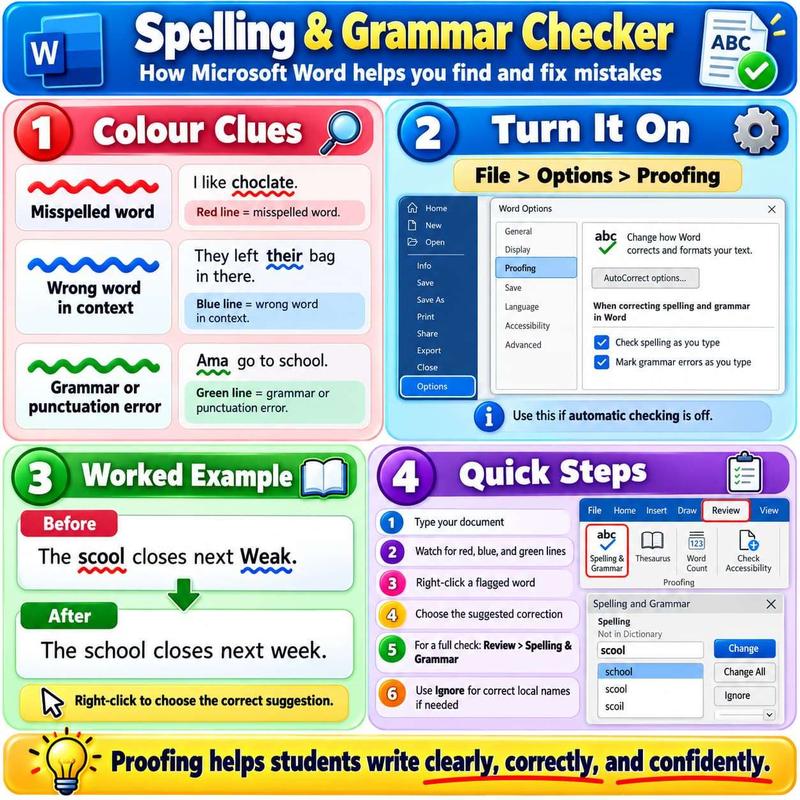 W
Spelling & Grammar Checker
ABC
How Microsoft Word helps you find and fix mistakes
1
Colour Clues
Misspelled word
I like choclate.
Red line = misspelled word.
Wrong word
in context
They left their bag
in there.
Blue line = wrong word
in context.
Grammar or
punctuation error
Ama go to school.
Green line = grammar or
punctuation error.
2
Turn It On
File > Options > Proofing
Home
New
Open
Info
Save
Save As
Print
Share
Export
Close
Options
Word Options
General
Display
Proofing
Save
Language
Accessibility
Advanced
abc
Change how Word
corrects and formats your text.
AutoCorrect options...
When correcting spelling and grammar
in Word
Check spelling as you type
Mark grammar errors as you type
i
Use this if automatic checking is off.
3
Worked Example
Before
The scool closes next Weak.
After
The school closes next week.
Right-click to choose the correct suggestion.
4
Quick Steps
1 Type your document
2 Watch for red, blue, and green lines
3 Right-click a flagged word
4 Choose the suggested correction
5 For a full check: Review > Spelling &
Grammar
6 Use Ignore for correct local names
if needed
File Home Insert Draw Review View
abc
Spelling &
Grammar
Thesaurus
123
Word
Count
Check
Accessibility
Proofing
Spelling and Grammar
Spelling
Not in Dictionary
scool
Change
school
scool
scoil
Change All
Ignore
Proofing helps students write clearly, correctly, and confidently.